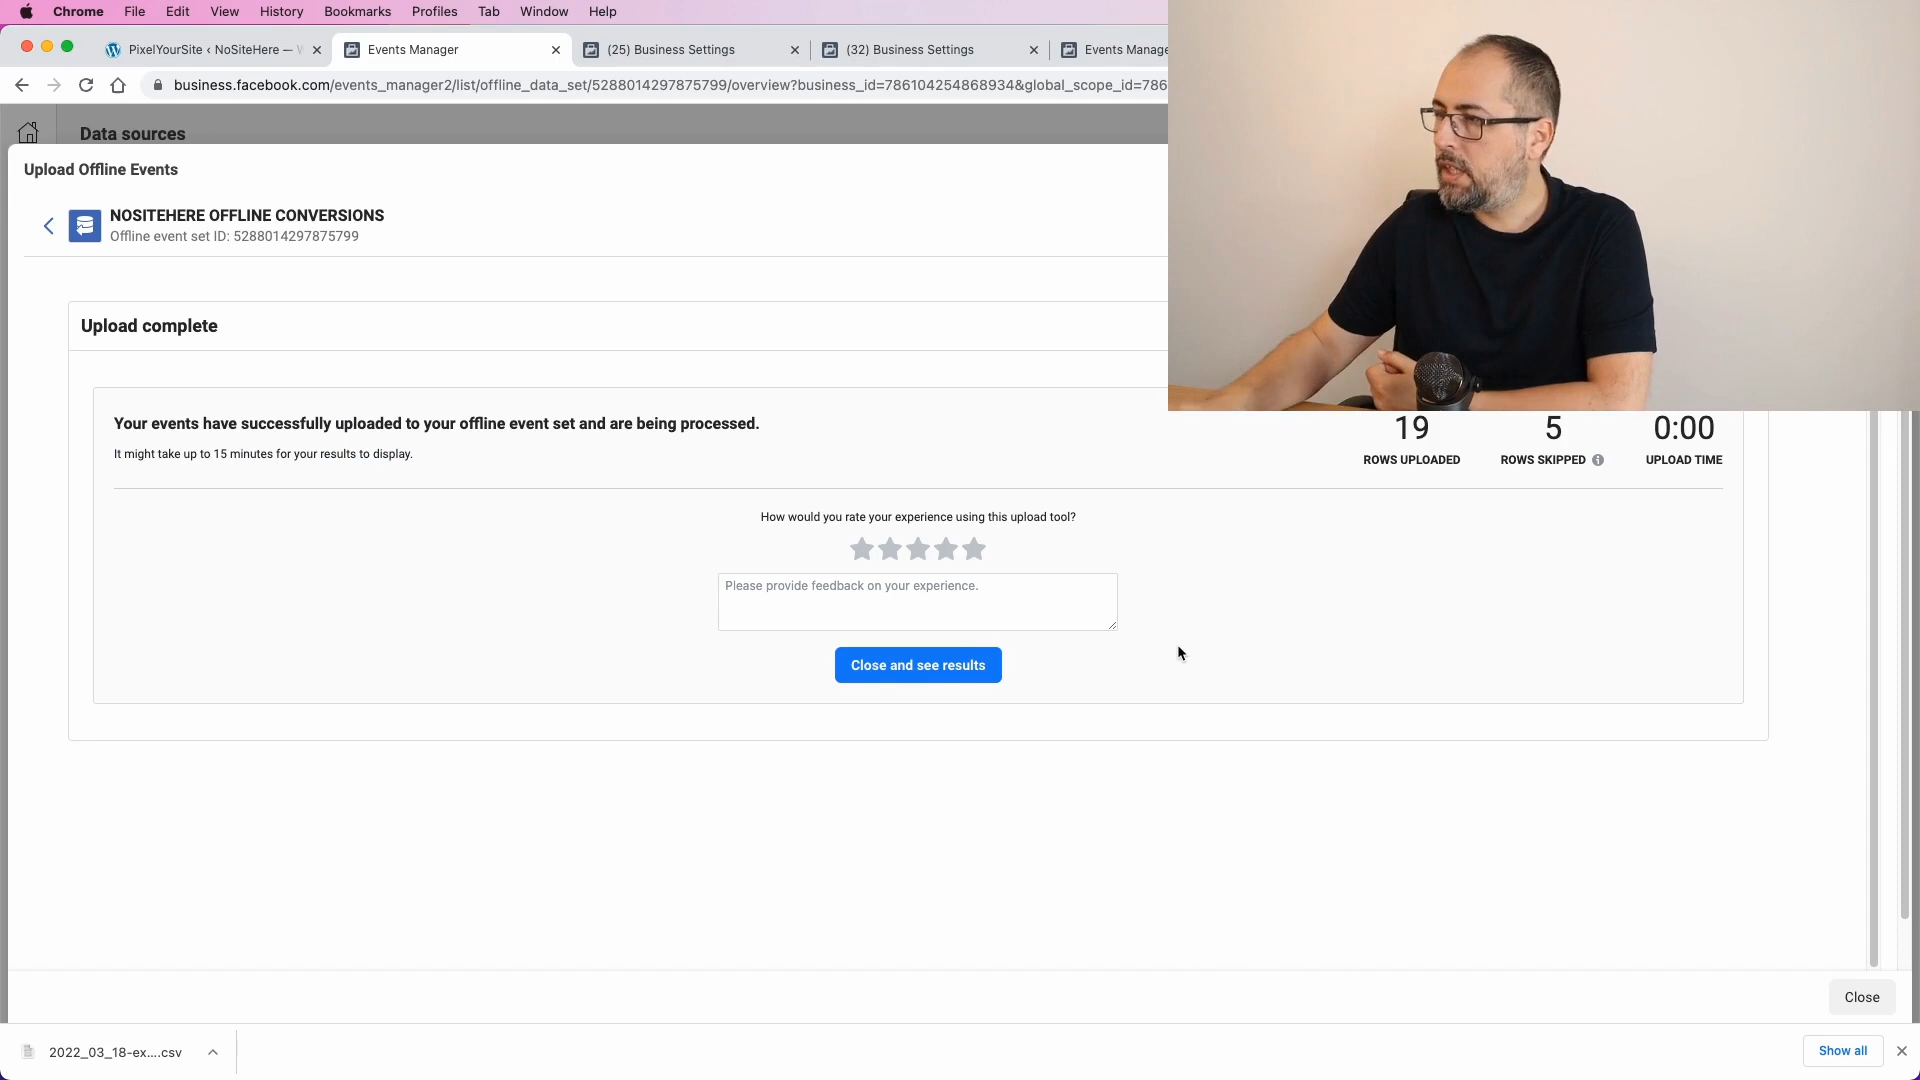 Chrome File Edit View History Bookmarks Profiles Tab Window Help
PixelYourSite ‹ NoSiteHere —
Events Manager
(25) Business Settings
(32) Business Settings
Events Manage
business.facebook.com/events_manager2/list/offline_data_set/5288014297875799/overview?business_id=786104254868934&global_scope_id=786
Data sources
Upload Offline Events
NOSITEHERE OFFLINE CONVERSIONS
Offline event set ID: 5288014297875799
Upload complete
Your events have successfully uploaded to your offline event set and are being processed.
It might take up to 15 minutes for your results to display.
19 5 0:00
ROWS UPLOADED ROWS SKIPPED UPLOAD TIME
How would you rate your experience using this upload tool?
Please provide feedback on your experience.
Close and see results
Close
2022_03_18-ex....csv
Show all